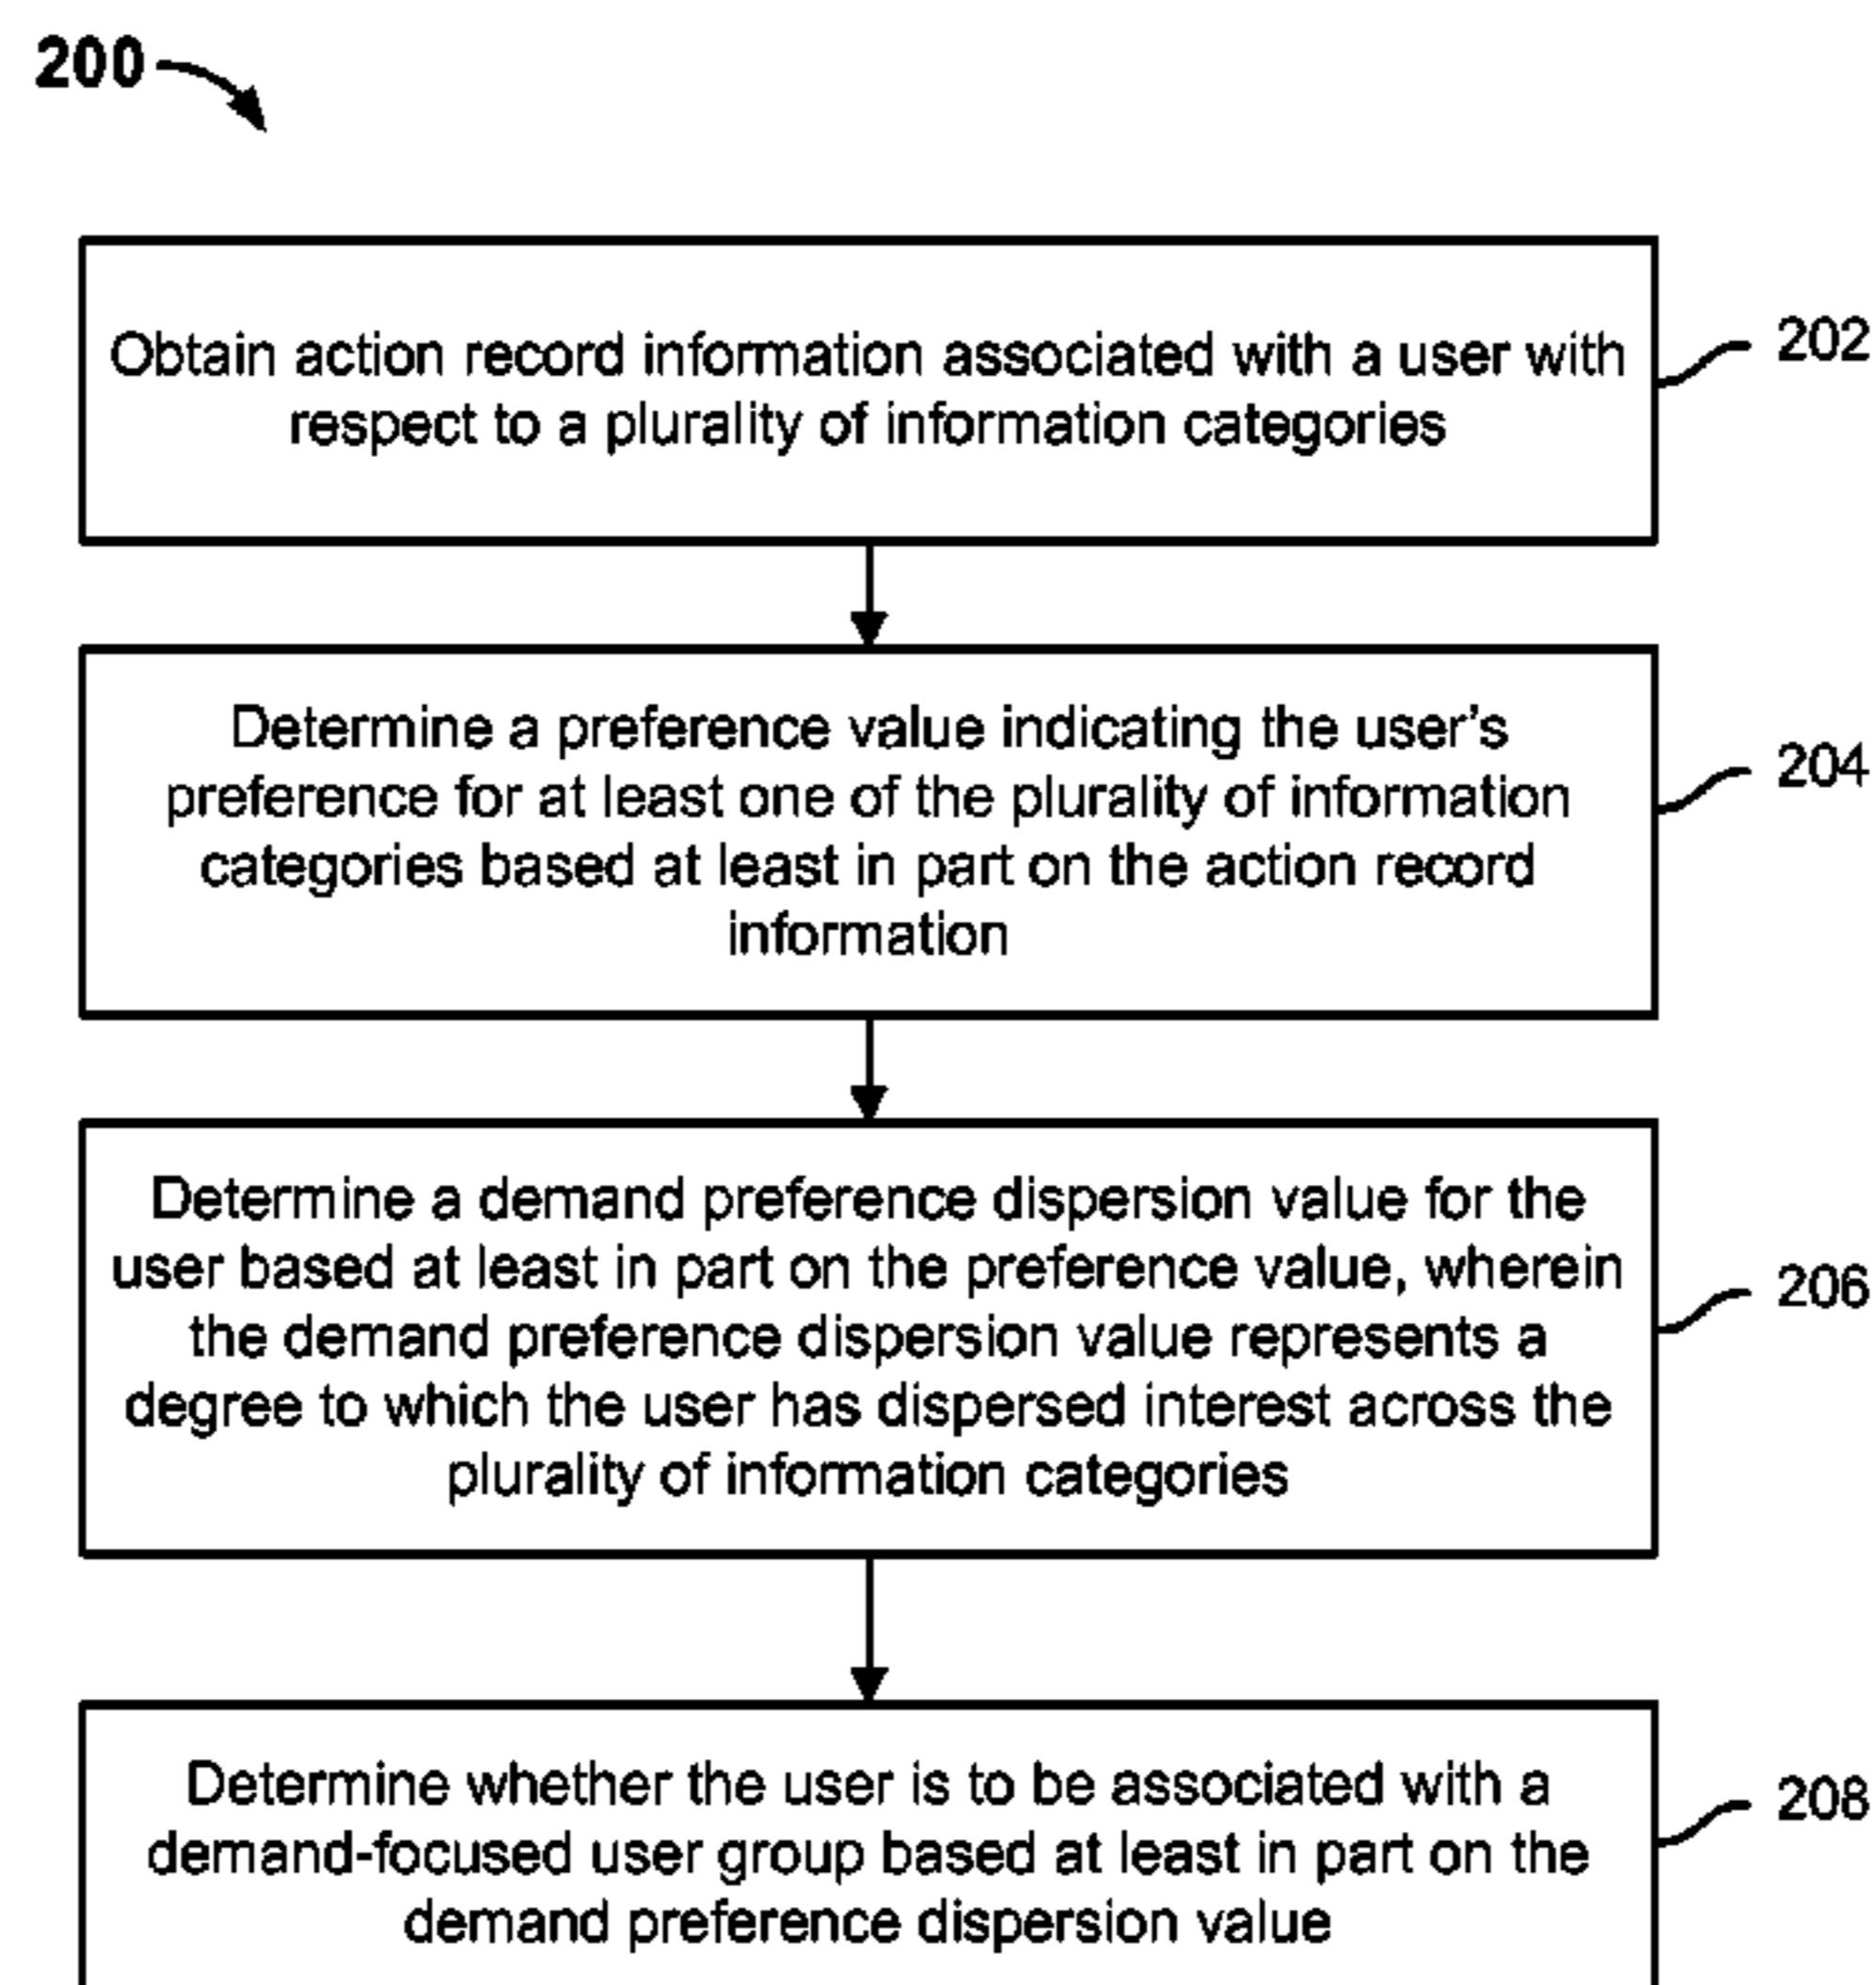 200
Obtain action record information associated with a user with
respect to a plurality of information categories
202
Determine a preference value indicating the user's
preference for at least one of the plurality of information
categories based at least in part on the action record
information
204
Determine a demand preference dispersion value for the
user based at least in part on the preference value, wherein
the demand preference dispersion value represents a
degree to which the user has dispersed interest across the
plurality of information categories
206
Determine whether the user is to be associated with a
demand-focused user group based at least in part on the
demand preference dispersion value
208